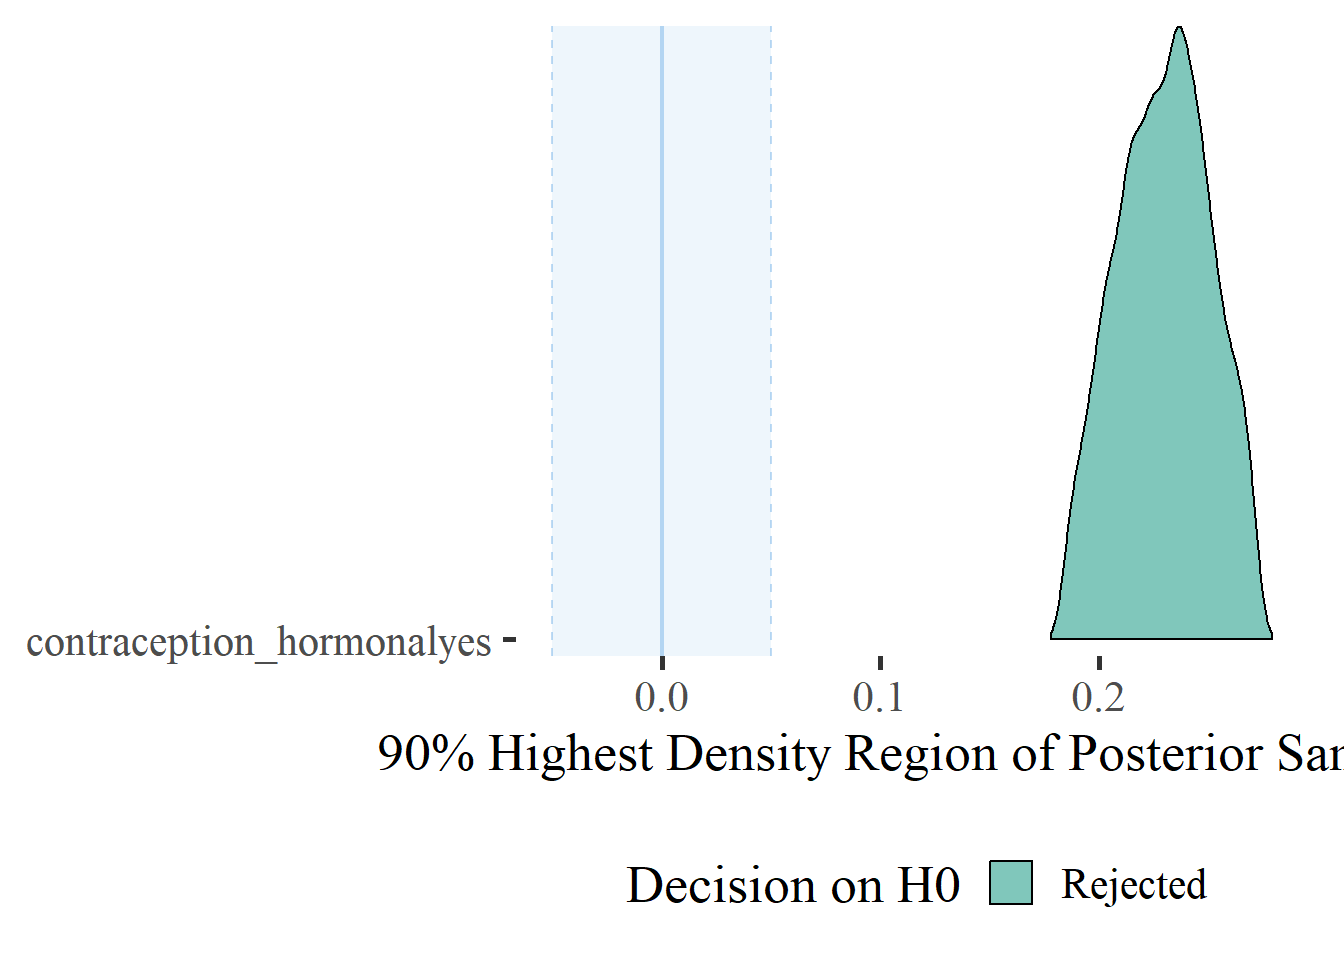 contraception_hormonalyes
0.0 0.1 0.2
90% Highest Density Region of Posterior
Decision on H0 Rejected